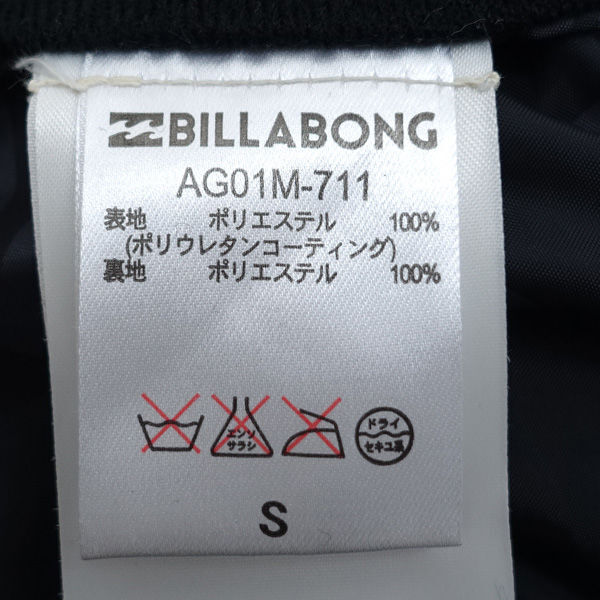 BILLABONG
AG01M-711
表地 ポリエステル 100%
(ポリウレタンコーティング)
裏地 ポリエステル 100%
エンソ
サラシ
ドライ
セキユ系
S